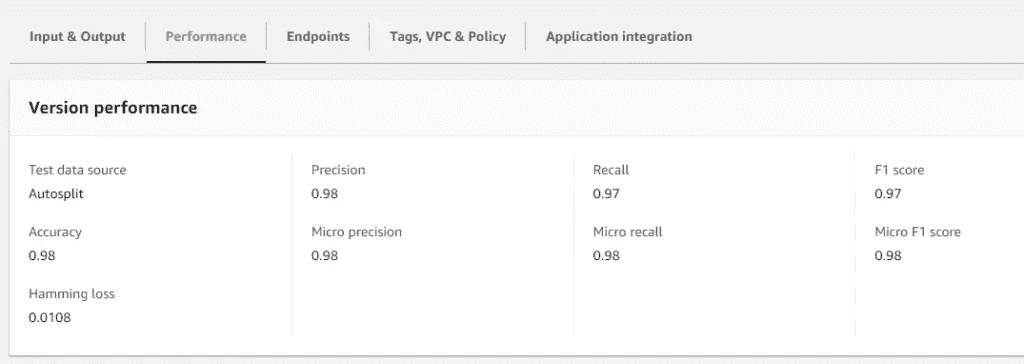 Input & Output Performance Endpoints Tags, VPC & Policy Application integration
Version performance
Test data source Precision Recall F1 score
Autosplit 0.98 0.97 0.97
Accuracy Micro precision Micro recall Micro F1 score
0.98 0.98 0.98 0.98
Hamming loss
0.0108